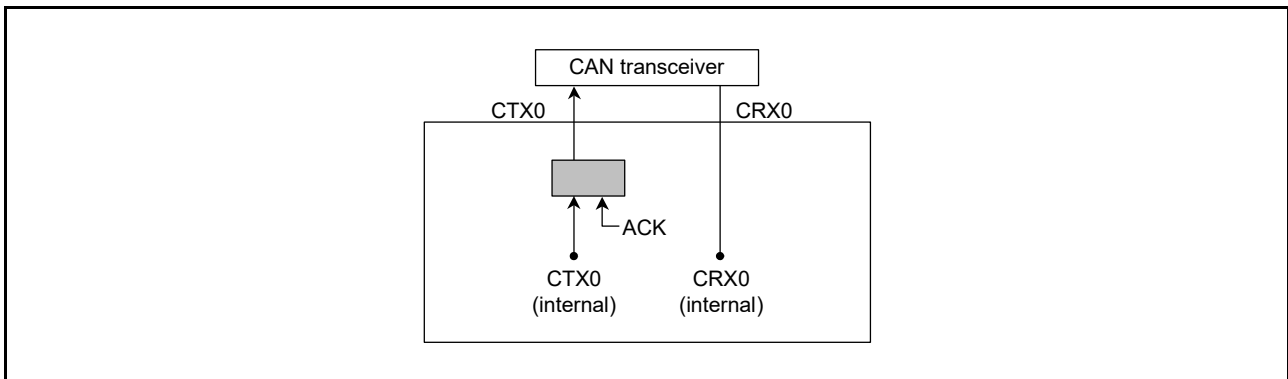 CAN transceiver
CTX0
CRX0
ACK
CTX0
(internal)
CRX0
(internal)